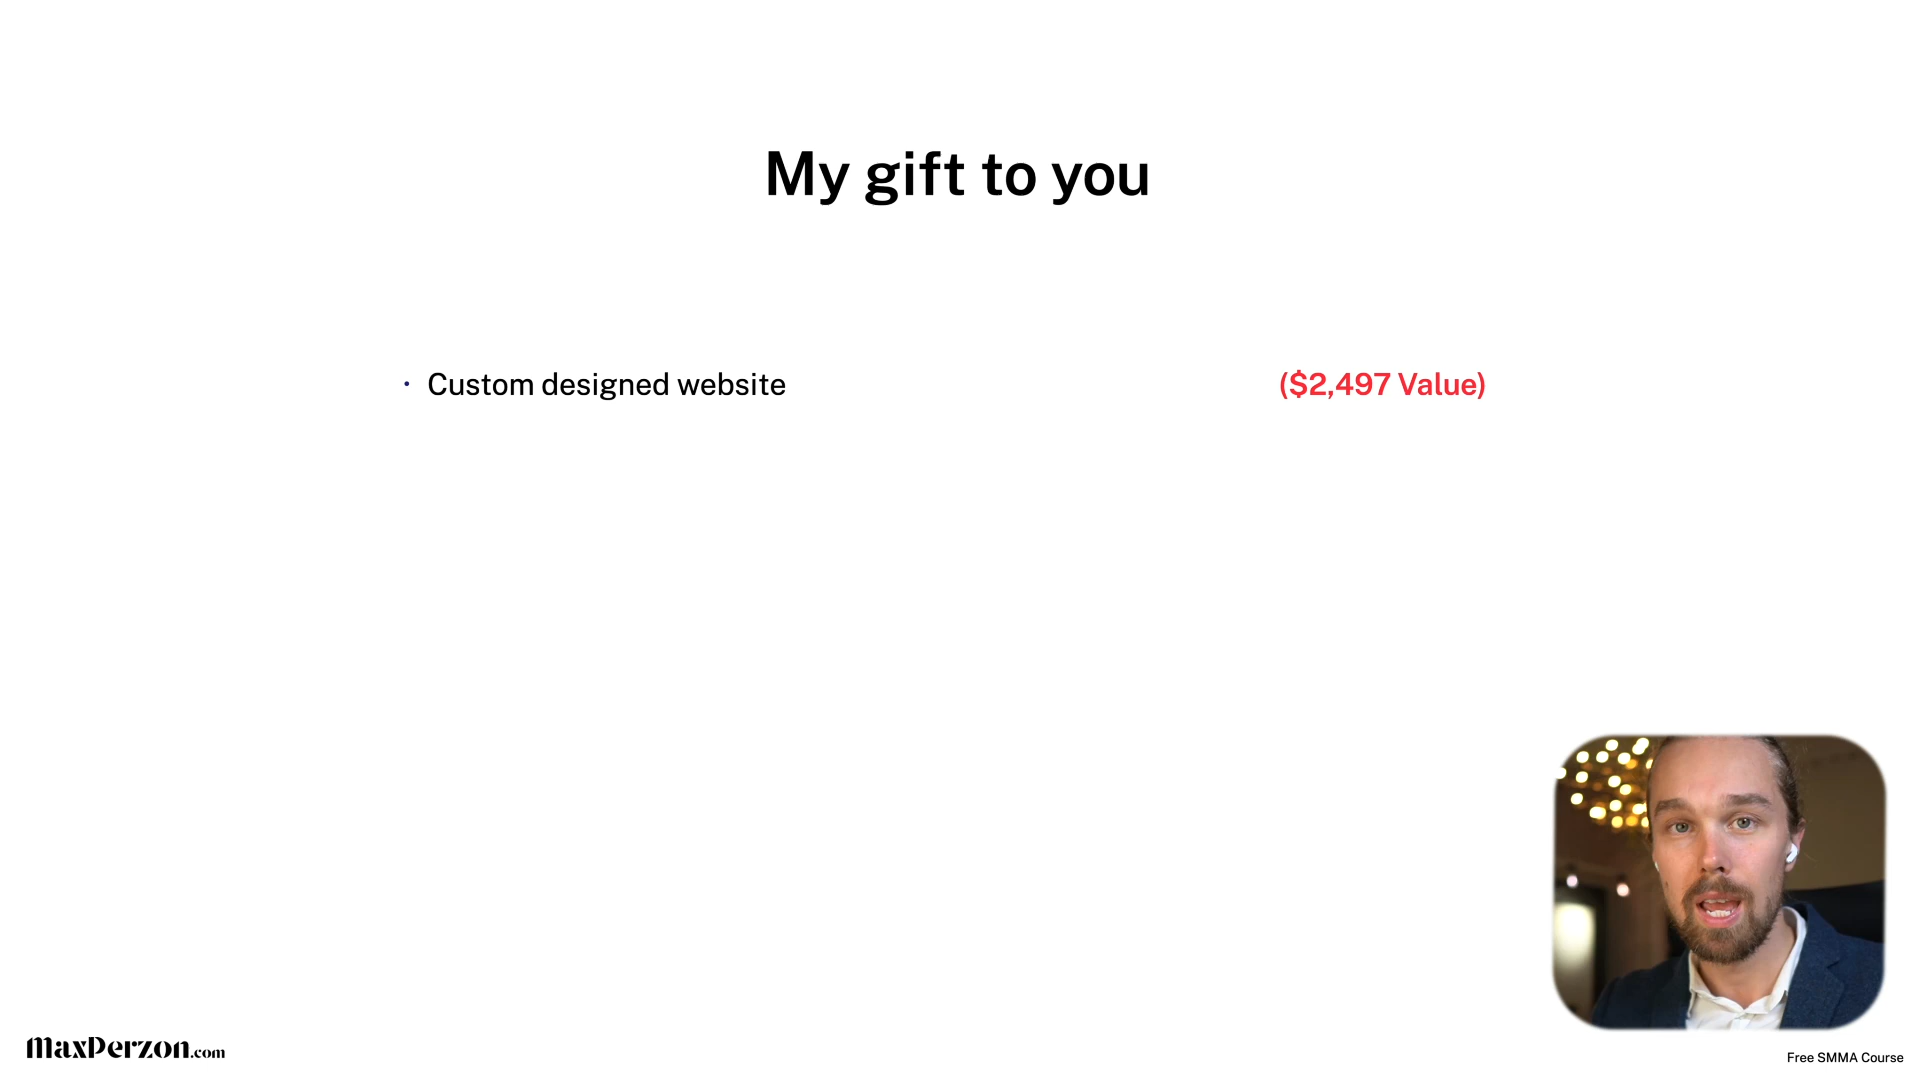 My gift to you
· Custom designed website ($2,497 Value)
MaxPerzon.com
Free SMMA Course